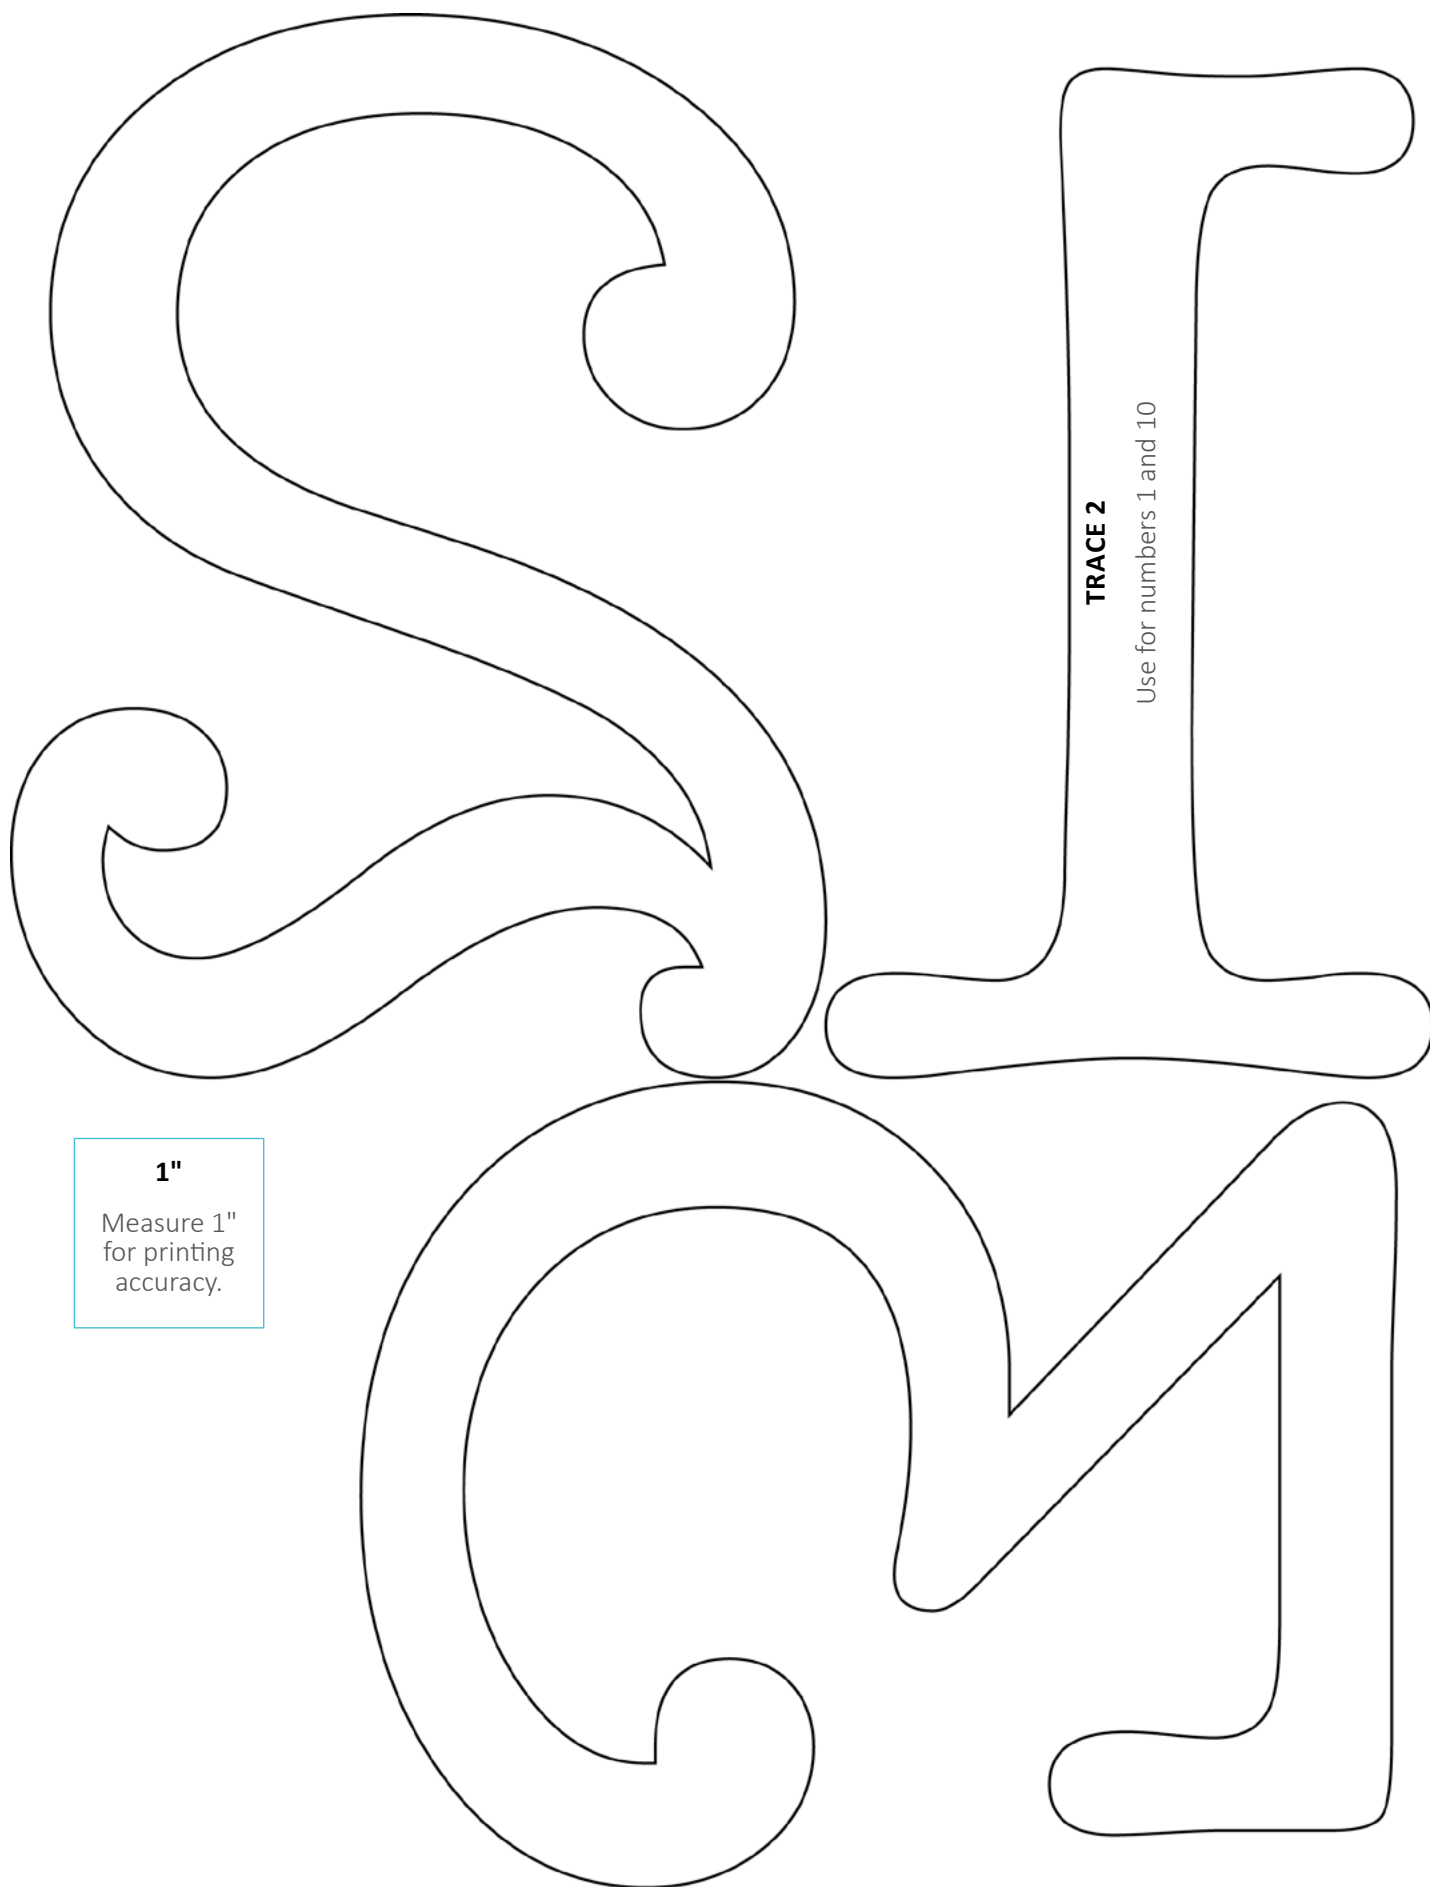 TRACE 2
Use for numbers 1 and 10
1"
Measure 1"
for printing
accuracy.